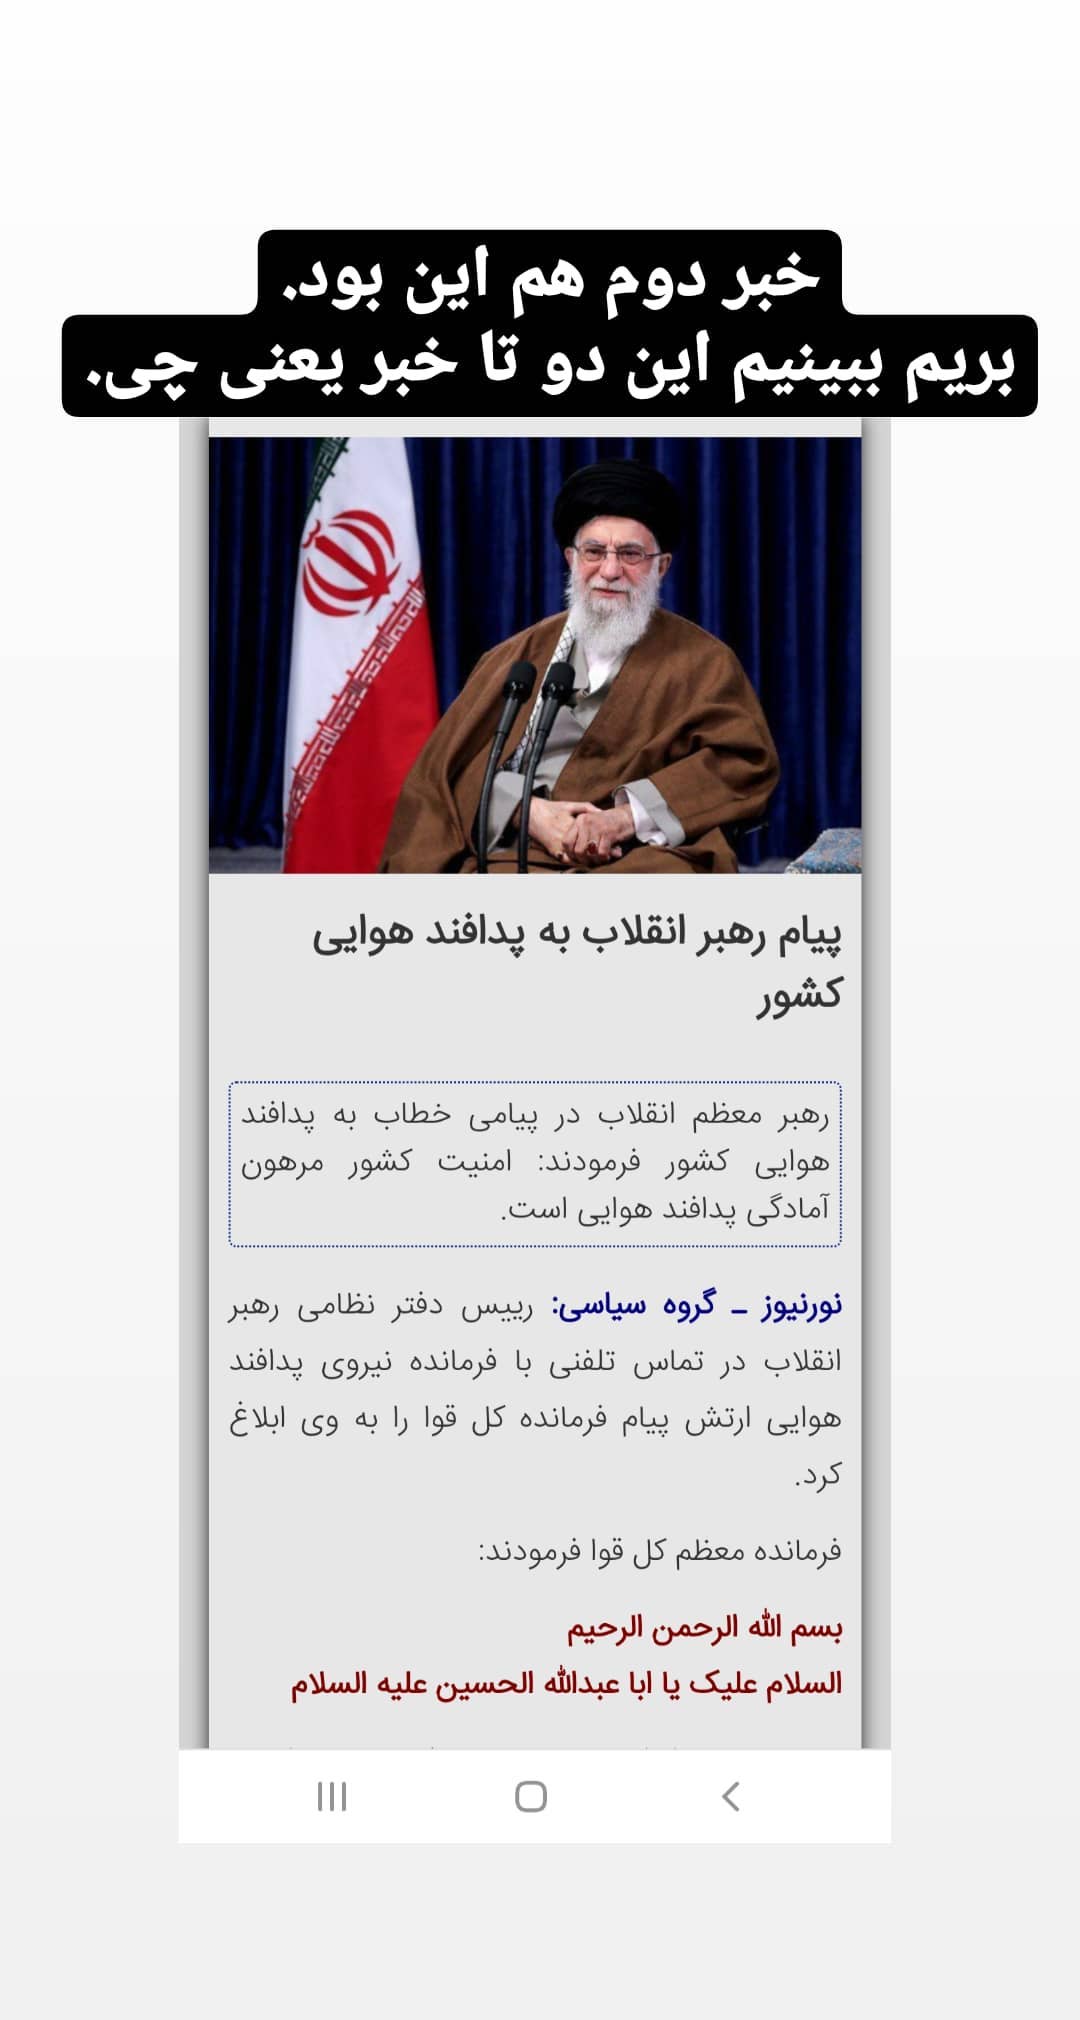 خبر دوم هم این بود.
بریم ببینیم این دو تا خبر یعنی چی.
پیام رهبر انقلاب به پدافند هوایی
کشور
رهبر معظم انقلاب در پیامی خطاب به پدافند
هوایی کشور فرمودند: امنیت کشور مرهون
آمادگی پدافند هوایی است.
نورنیوز ـ گروه سیاسی: رییس دفتر نظامی رهبر
انقلاب در تماس تلفنی با فرمانده نیروی پدافند
هوایی ارتش پیام فرمانده کل قوا را به وی ابلاغ
کرد.
فرمانده معظم کل قوا فرمودند:
بسم الله الرحمن الرحیم
السلام علیک یا ابا عبدالله الحسین علیه السلام